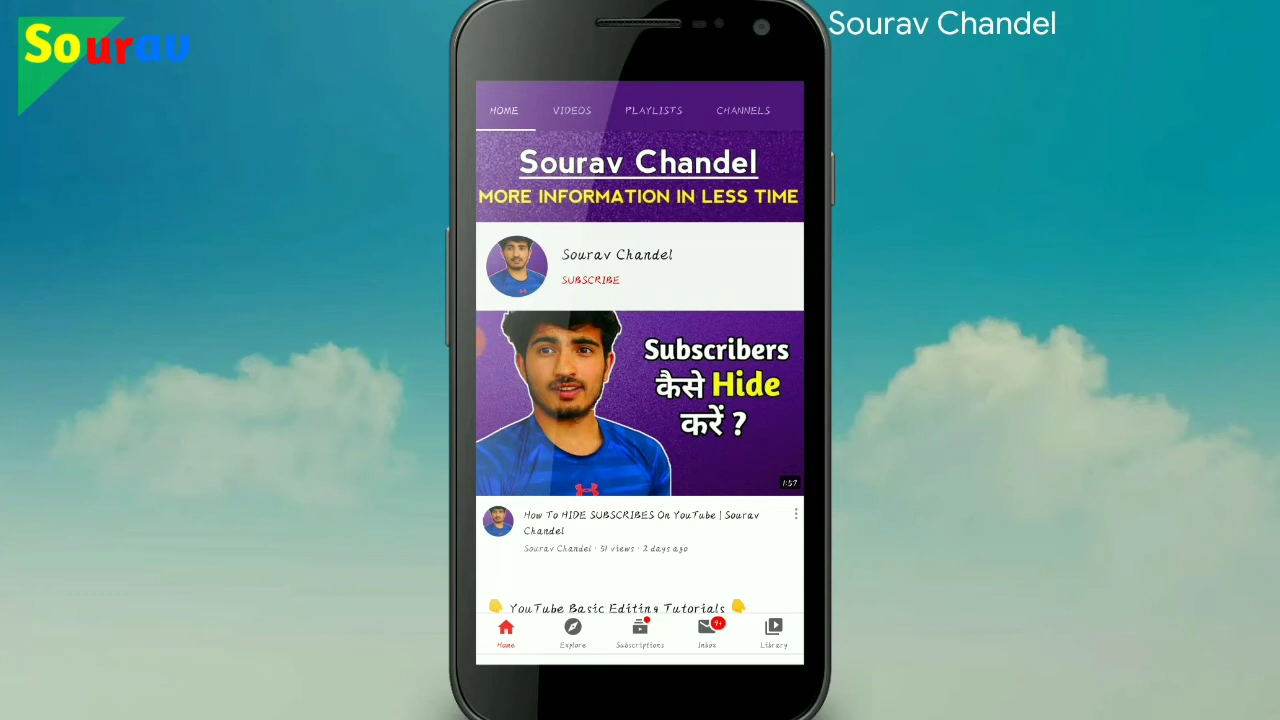 Sourav
Sourav Chandel
HOME VIDEOS PLAYLISTS CHANNELS
Sourav Chandel
MORE INFORMATION IN LESS TIME
Sourav Chandel
SUBSCRIBE
Subscribers
कैसे Hide
करें ?
1:57
How To HIDE SUBSCRIBES On YouTube | Sourav
Chandel
Sourav Chandel · 51 views · 2 days ago
👇 YouTube Basic Editing Tutorials 👇
9+
Home Explore Subscriptions Inbox Library